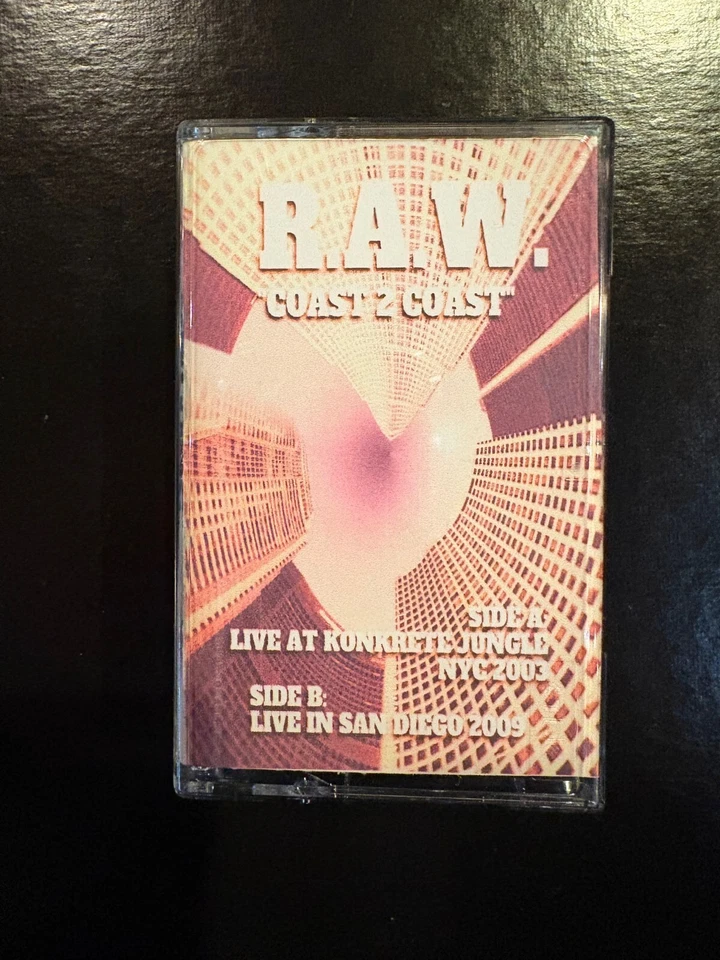 R.A.W.
"COAST 2 COAST"
SIDE A:
LIVE AT KONKRETE JUNGLE
NYC 2003
SIDE B:
LIVE IN SAN DIEGO 2009